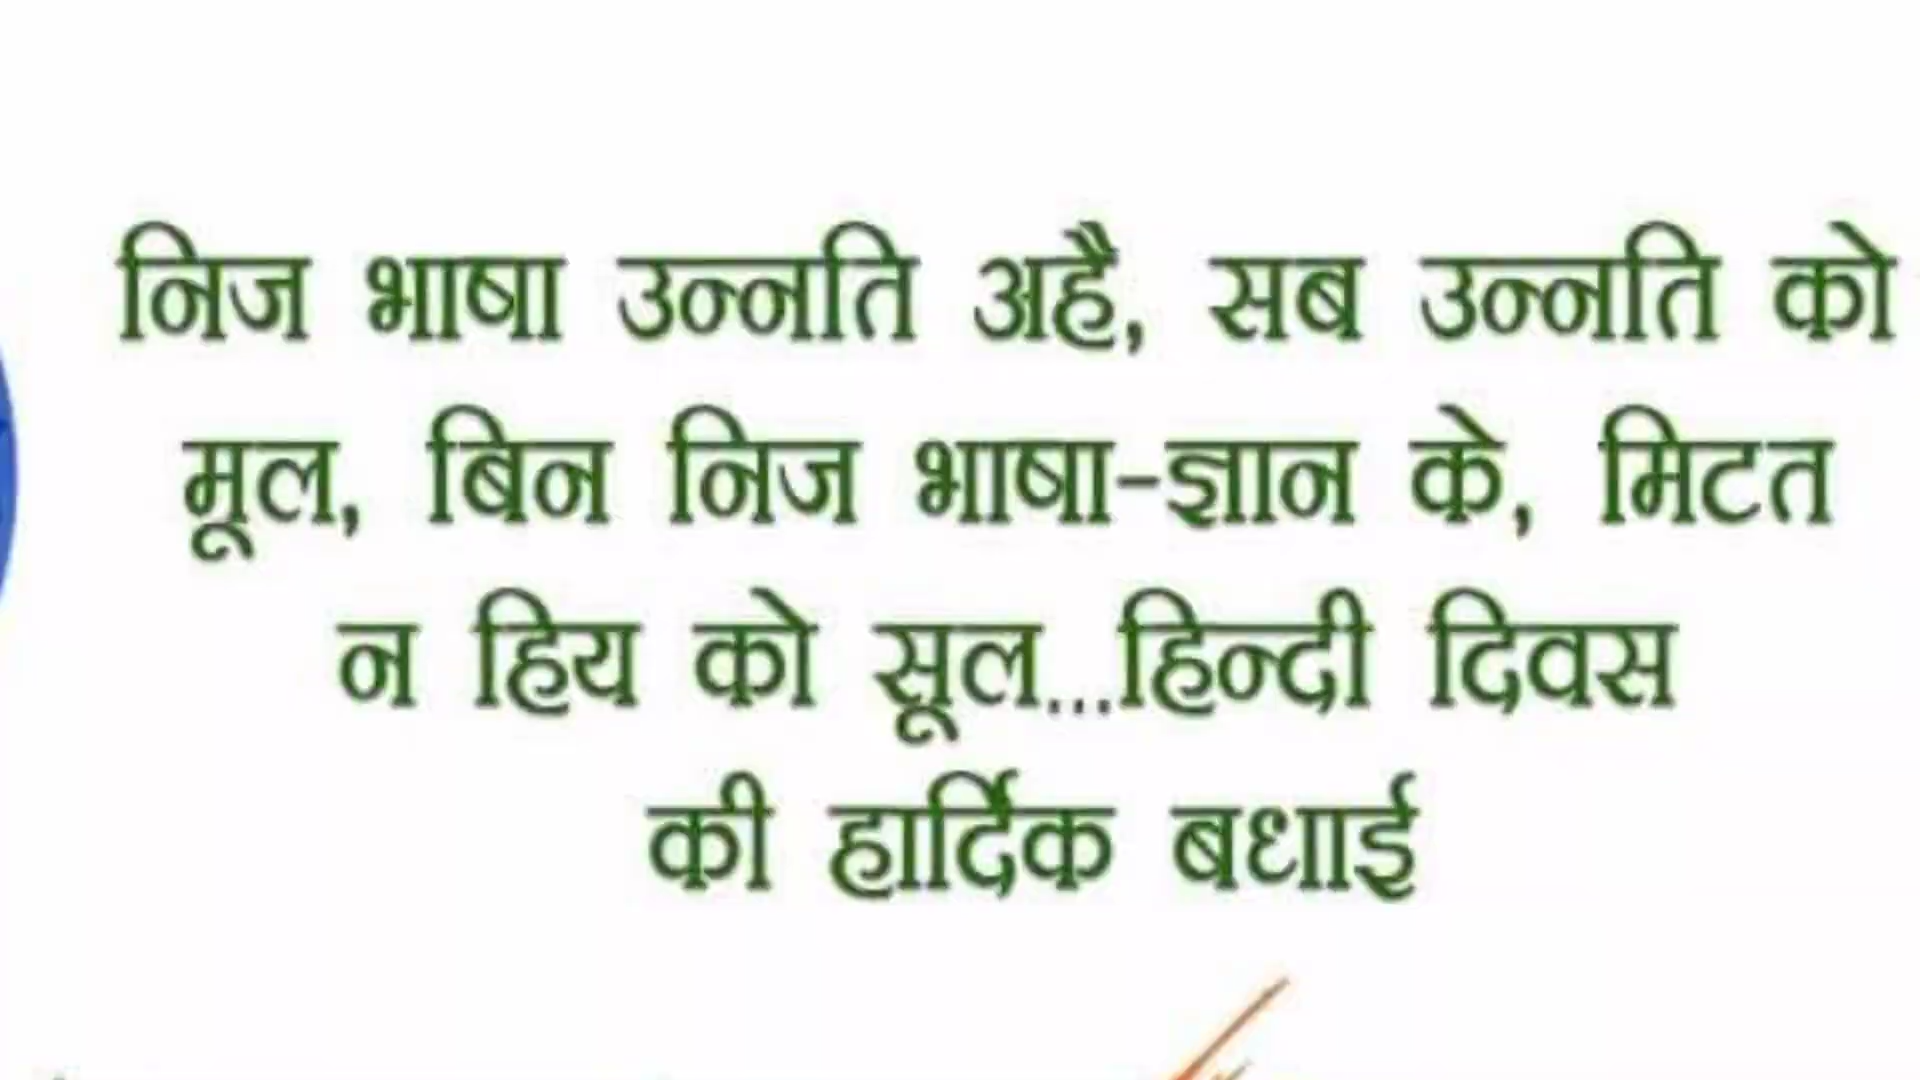 निज भाषा उन्नति अहै, सब उन्नति को
मूल, बिन निज भाषा-ज्ञान के, मिटत
न हिय को सूल...हिन्दी दिवस
की हार्दिक बधाई